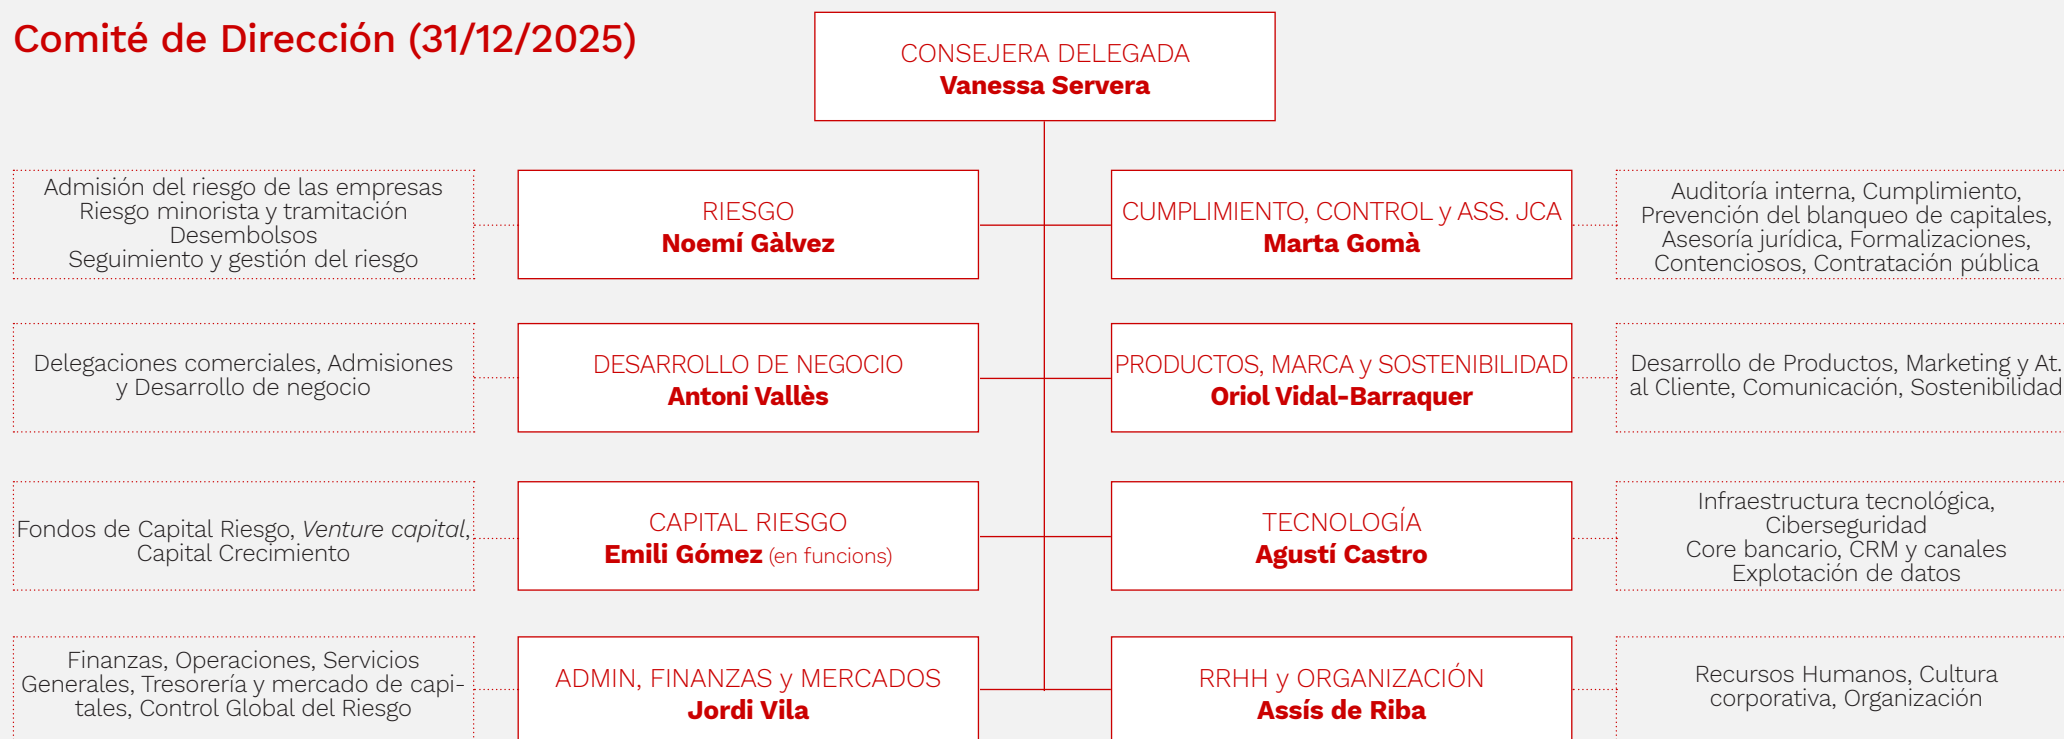 Comité de Dirección (31/12/2025)
CONSEJERA DELEGADA
Vanessa Servera
Admisión del riesgo de las empresas
Riesgo minorista y tramitación
Desembolsos
Seguimiento y gestión del riesgo
RIESGO
Noemí Gàlvez
CUMPLIMIENTO, CONTROL y ASS. JCA
Marta Gomà
Auditoría interna, Cumplimiento,
Prevención del blanqueo de capitales,
Asesoría jurídica, Formalizaciones,
Contenciosos, Contratación pública
Delegaciones comerciales, Admisiones
y Desarrollo de negocio
DESARROLLO DE NEGOCIO
Antoni Vallès
PRODUCTOS, MARCA y SOSTENIBILIDAD
Oriol Vidal-Barraquer
Desarrollo de Productos, Marketing y At.
al Cliente, Comunicación, Sostenibilidad
Fondos de Capital Riesgo, Venture capital,
Capital Crecimiento
CAPITAL RIESGO
Emili Gómez (en funcions)
TECNOLOGÍA
Agustí Castro
Infraestructura tecnológica,
Ciberseguridad
Core bancario, CRM y canales
Explotación de datos
Finanzas, Operaciones, Servicios
Generales, Tresorería y mercado de capi-
tales, Control Global del Riesgo
ADMIN, FINANZAS y MERCADOS
Jordi Vila
RRHH y ORGANIZACIÓN
Assís de Riba
Recursos Humanos, Cultura
corporativa, Organización